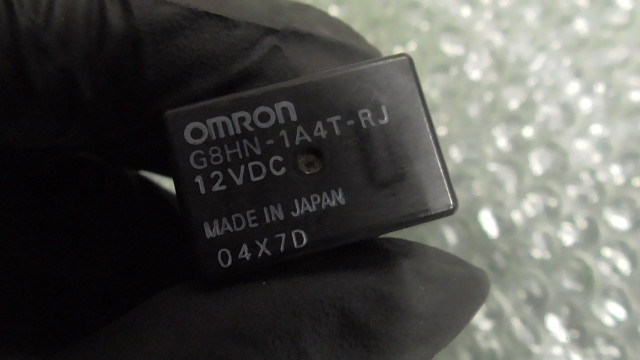 OMRON
G8HN-1A4T-RJ
12VDC
MADE IN JAPAN
04X7D